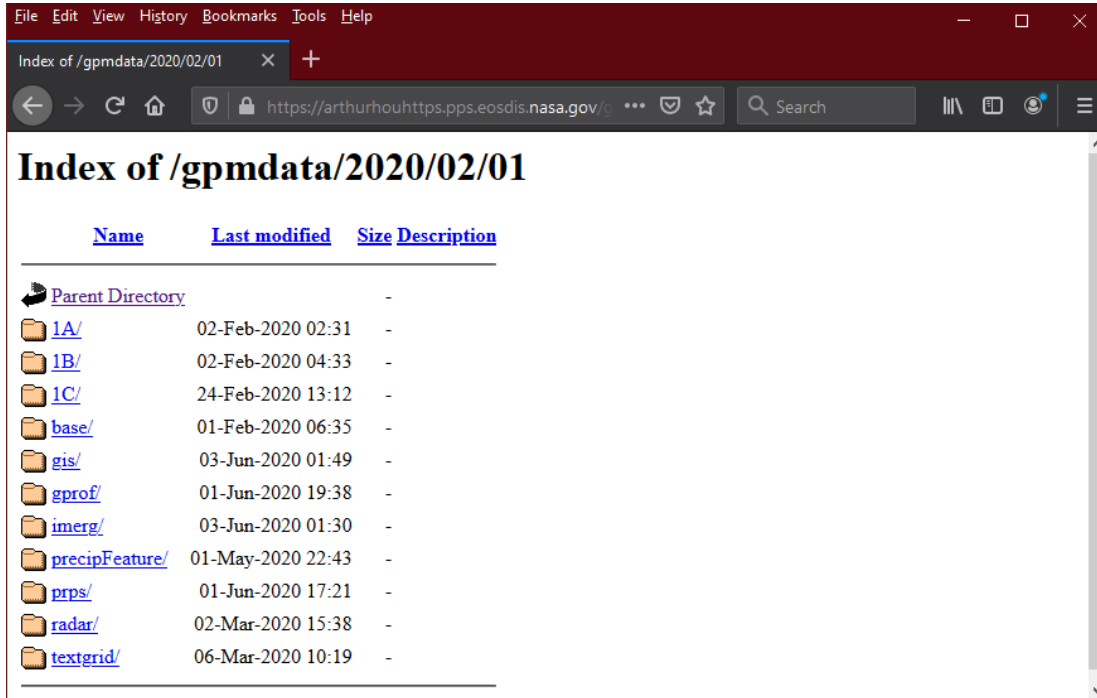 File Edit View History Bookmarks Tools Help
Index of /gpmdata/2020/02/01
https://arthurhouhttps.pps.eosdis.nasa.gov/g Search
Index of /gpmdata/2020/02/01
Name Last modified Size Description
Parent Directory -
1A/ 02-Feb-2020 02:31 -
1B/ 02-Feb-2020 04:33 -
1C/ 24-Feb-2020 13:12 -
base/ 01-Feb-2020 06:35 -
gis/ 03-Jun-2020 01:49 -
gprof/ 01-Jun-2020 19:38 -
imerg/ 03-Jun-2020 01:30 -
precipFeature/ 01-May-2020 22:43 -
prps/ 01-Jun-2020 17:21 -
radar/ 02-Mar-2020 15:38 -
textgrid/ 06-Mar-2020 10:19 -